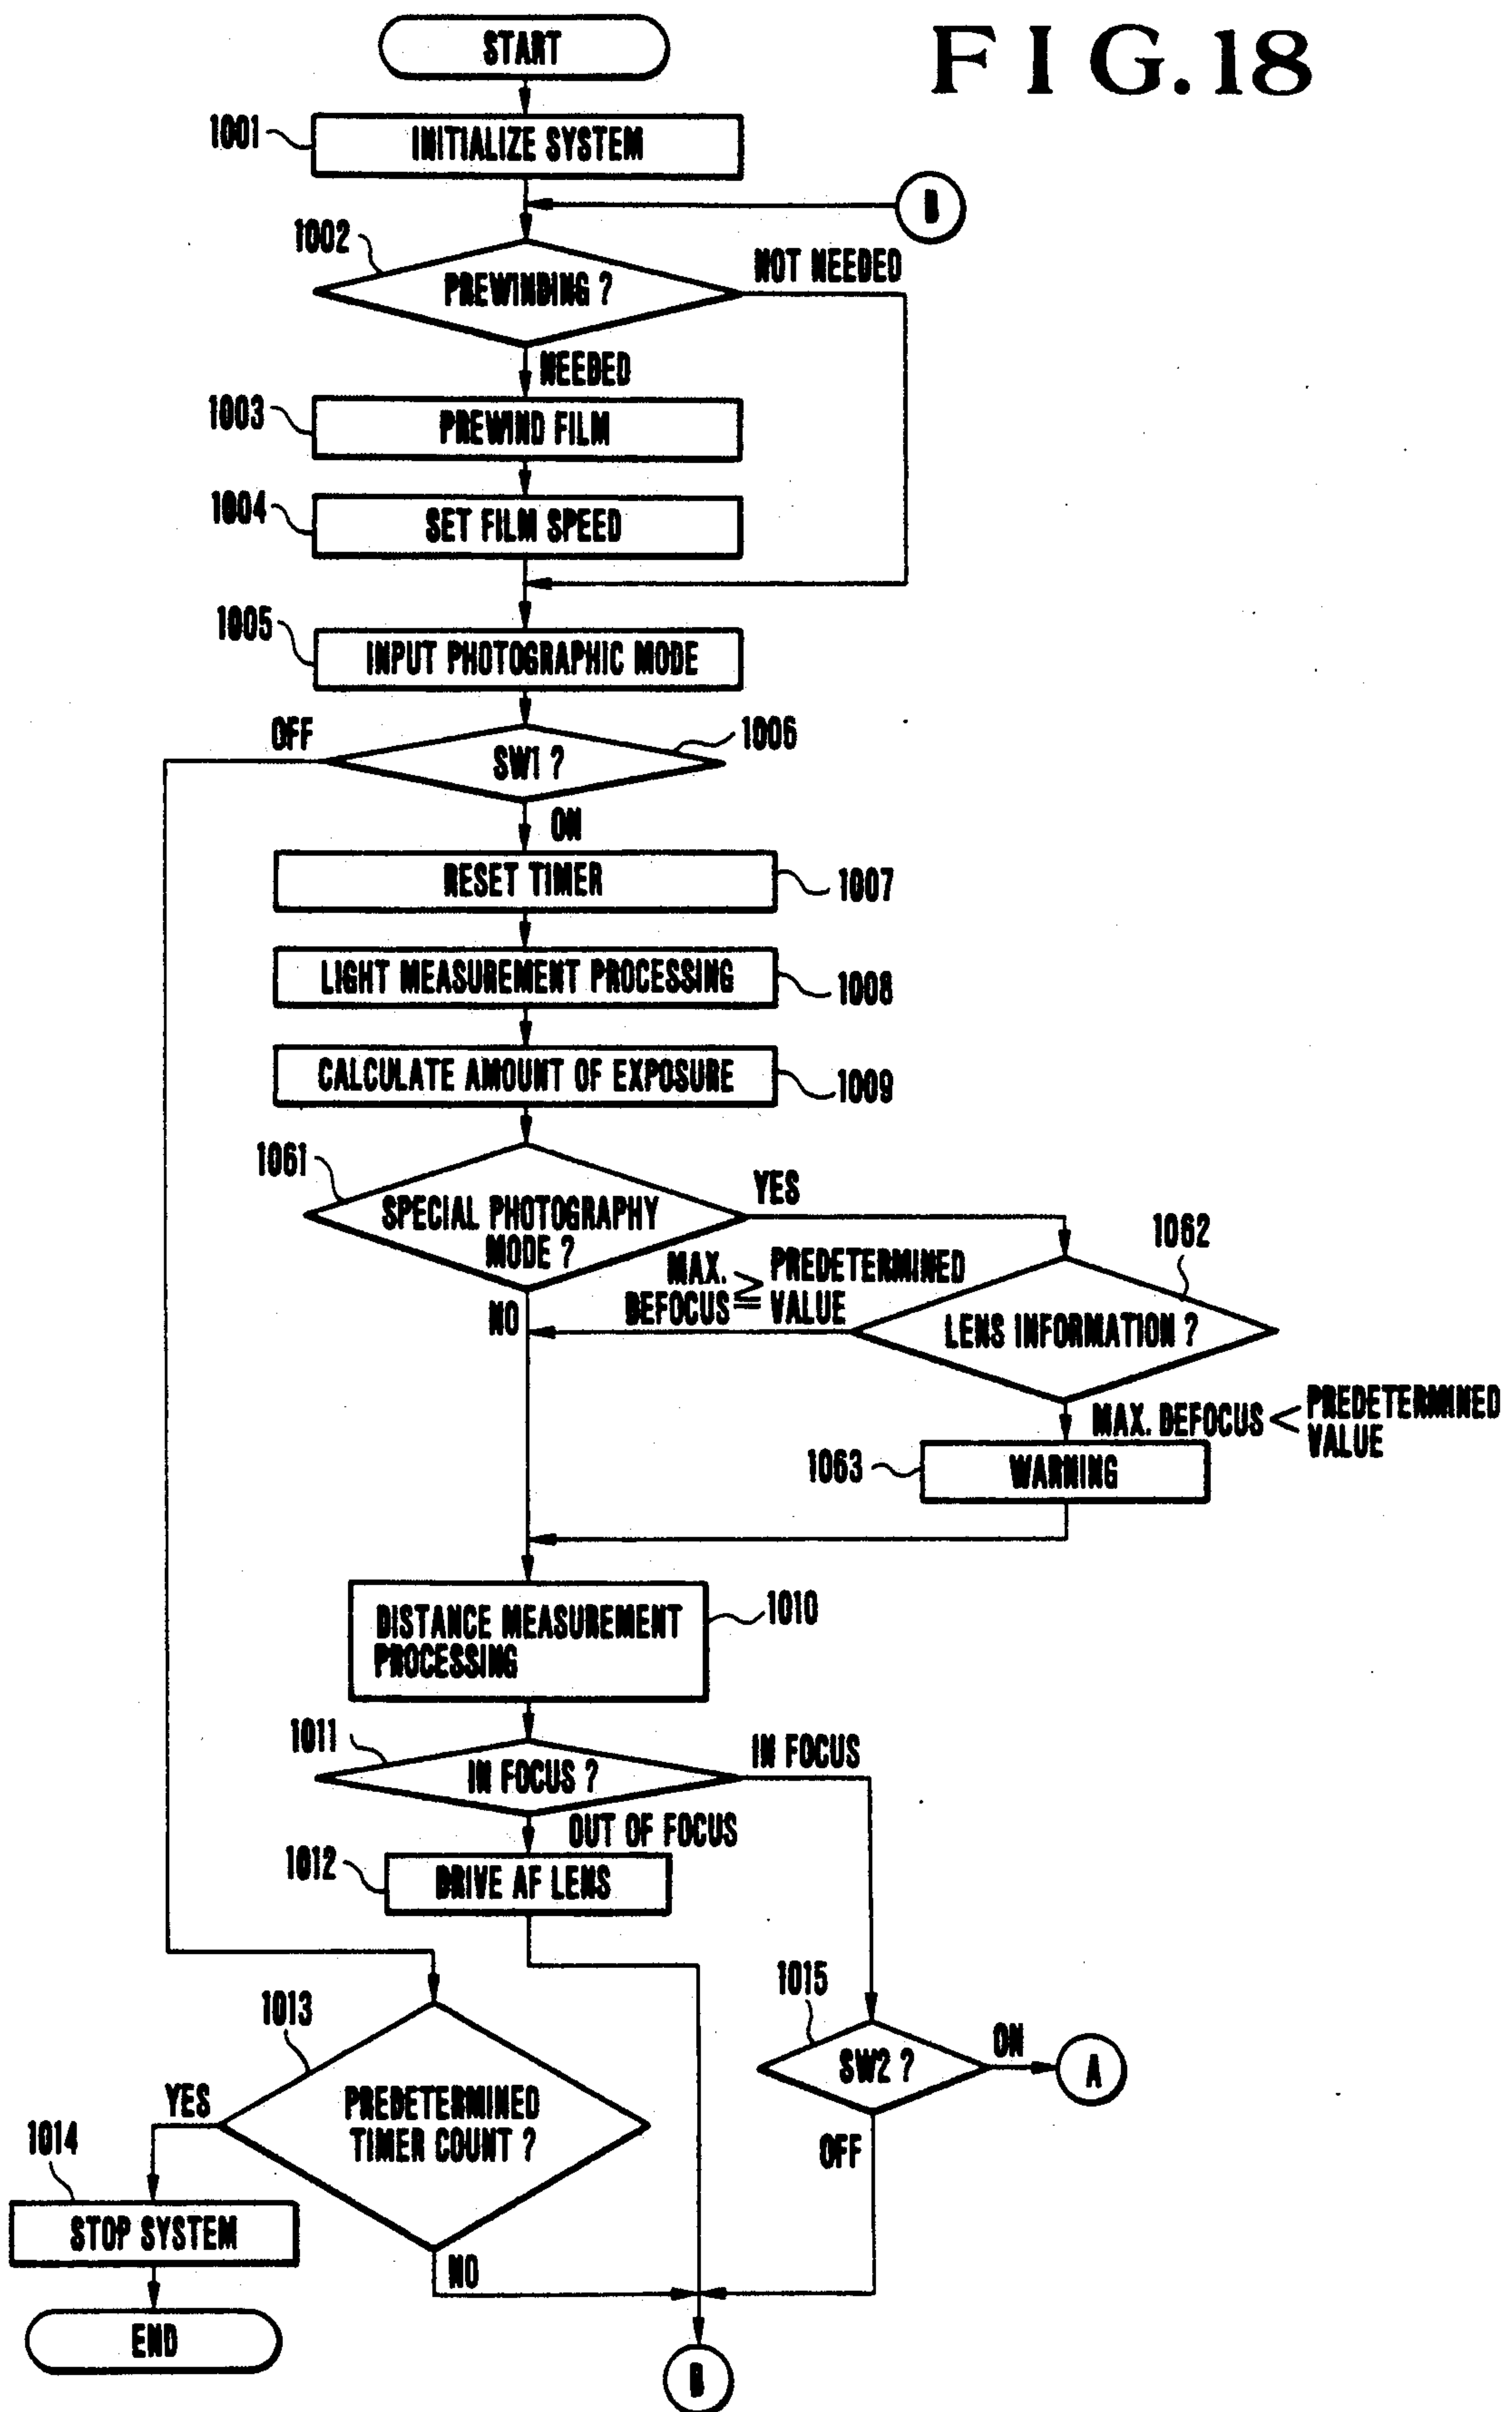 FIG.18
START
1001
INITIALIZE SYSTEM
B
1002
PREWINDING ?
NOT NEEDED
NEEDED
1003
PREWIND FILM
1004
SET FILM SPEED
1005
INPUT PHOTOGRAPHIC MODE
OFF
SW1 ?
1006
ON
RESET TIMER
1007
LIGHT MEASUREMENT PROCESSING
1008
CALCULATE AMOUNT OF EXPOSURE
1009
1061
SPECIAL PHOTOGRAPHY
MODE ?
YES
NO
1062
MAX.
DEFOCUS
≧
PREDETERMINED
VALUE
LENS INFORMATION ?
MAX. DEFOCUS <
PREDETERMINED
VALUE
1063
WARNING
DISTANCE MEASUREMENT
PROCESSING
1010
1011
IN FOCUS ?
IN FOCUS
OUT OF FOCUS
1012
DRIVE AF LENS
1013
PREDETERMINED
TIMER COUNT ?
YES
NO
1014
STOP SYSTEM
END
1015
SW2 ?
ON
A
OFF
B